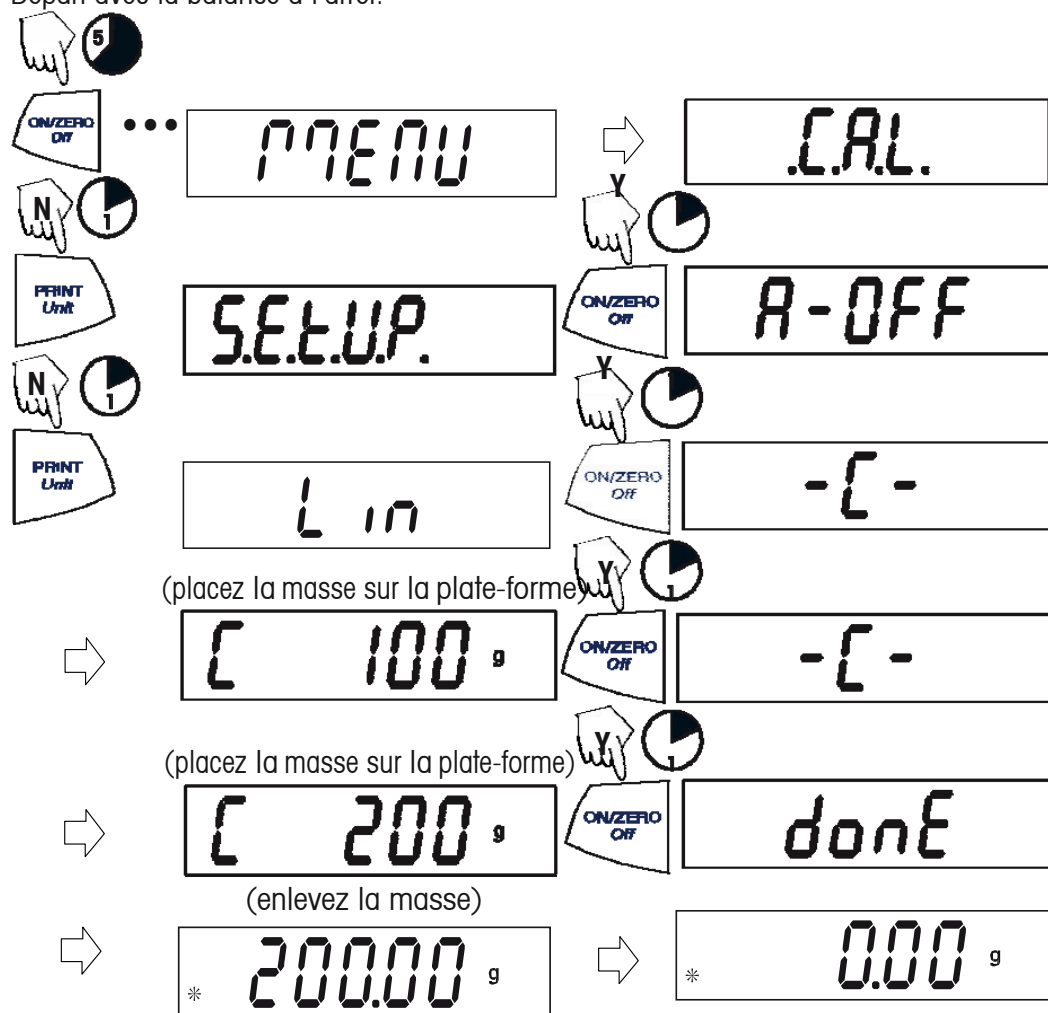 Départ avec la balance à l'arrêt.
5
ON/ZERO
Off
•••
MENU
.C.A.L.
N
1
Y
PRINT
Unit
S.E.t.U.P.
ON/ZERO
Off
A-OFF
N
1
Y
PRINT
Unit
Lin
ON/ZERO
Off
-C-
(placez la masse sur la plate-forme)
Y
1
C 100 g
ON/ZERO
Off
-C-
(placez la masse sur la plate-forme)
Y
1
C 200 g
ON/ZERO
Off
donE
(enlevez la masse)
* 200.00 g
* 0.00 g